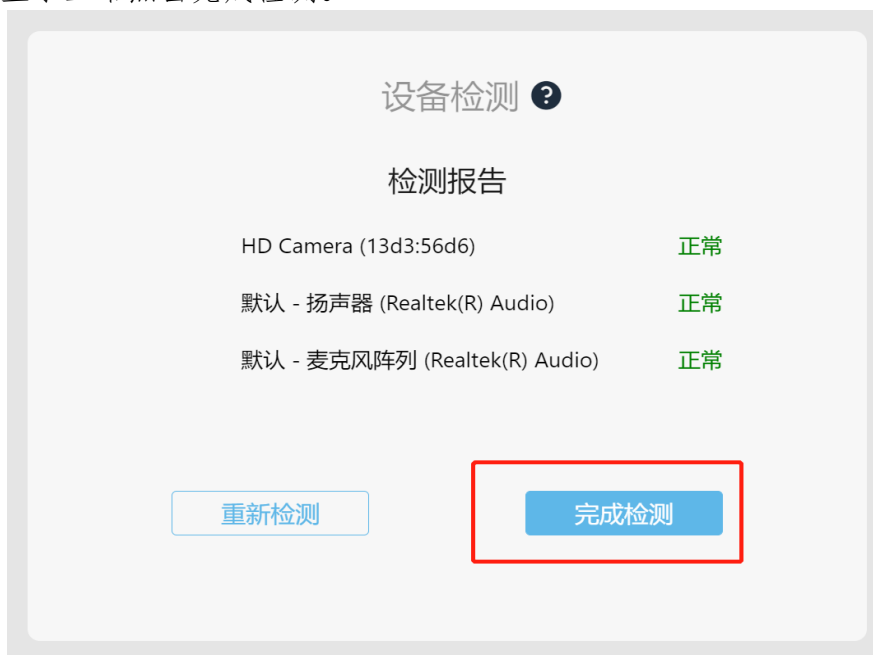 设备检测 ?
检测报告
HD Camera (13d3:56d6) 正常
默认 - 扬声器 (Realtek(R) Audio) 正常
默认 - 麦克风阵列 (Realtek(R) Audio) 正常
重新检测 完成检测